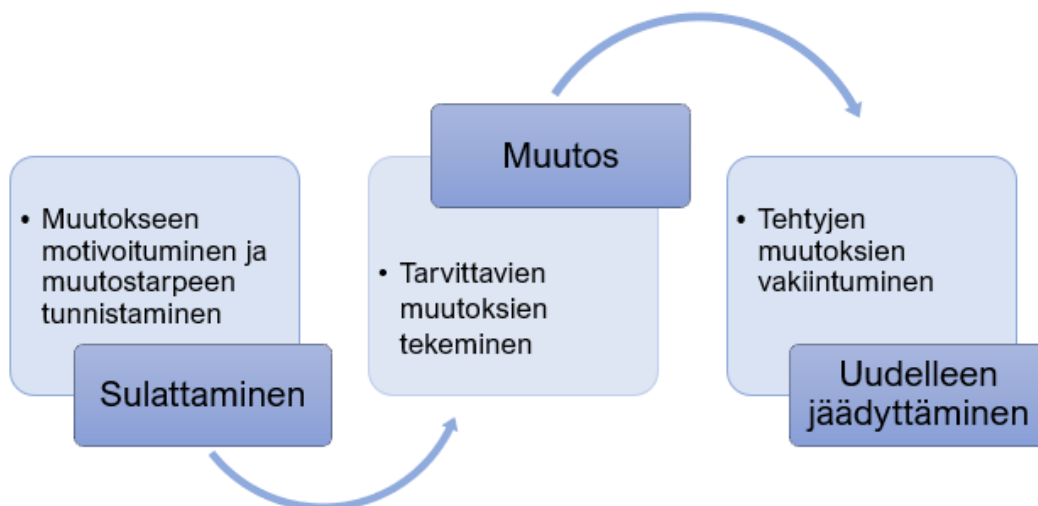 • Muutokseen
motivoituminen ja
muutostarpeen
tunnistaminen
Sulattaminen
Muutos
• Tarvittavien
muutoksien
tekeminen
• Tehtyjen
muutoksien
vakiintuminen
Uudelleen
jäädyttäminen